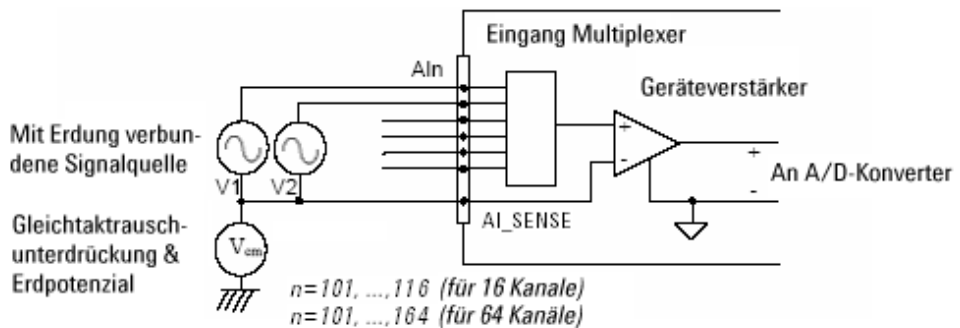 Eingang Multiplexer
AIn
Geräteverstärker
Mit Erdung verbun-
dene Signalquelle
V1
V2
+
-
+
-
An A/D-Konverter
AI_SENSE
Gleichtaktrausch-
unterdrückung &
Erdpotenzial
Vcm
n=101, ...,116 (für 16 Kanale)
n=101, ...,164 (für 64 Kanäle)